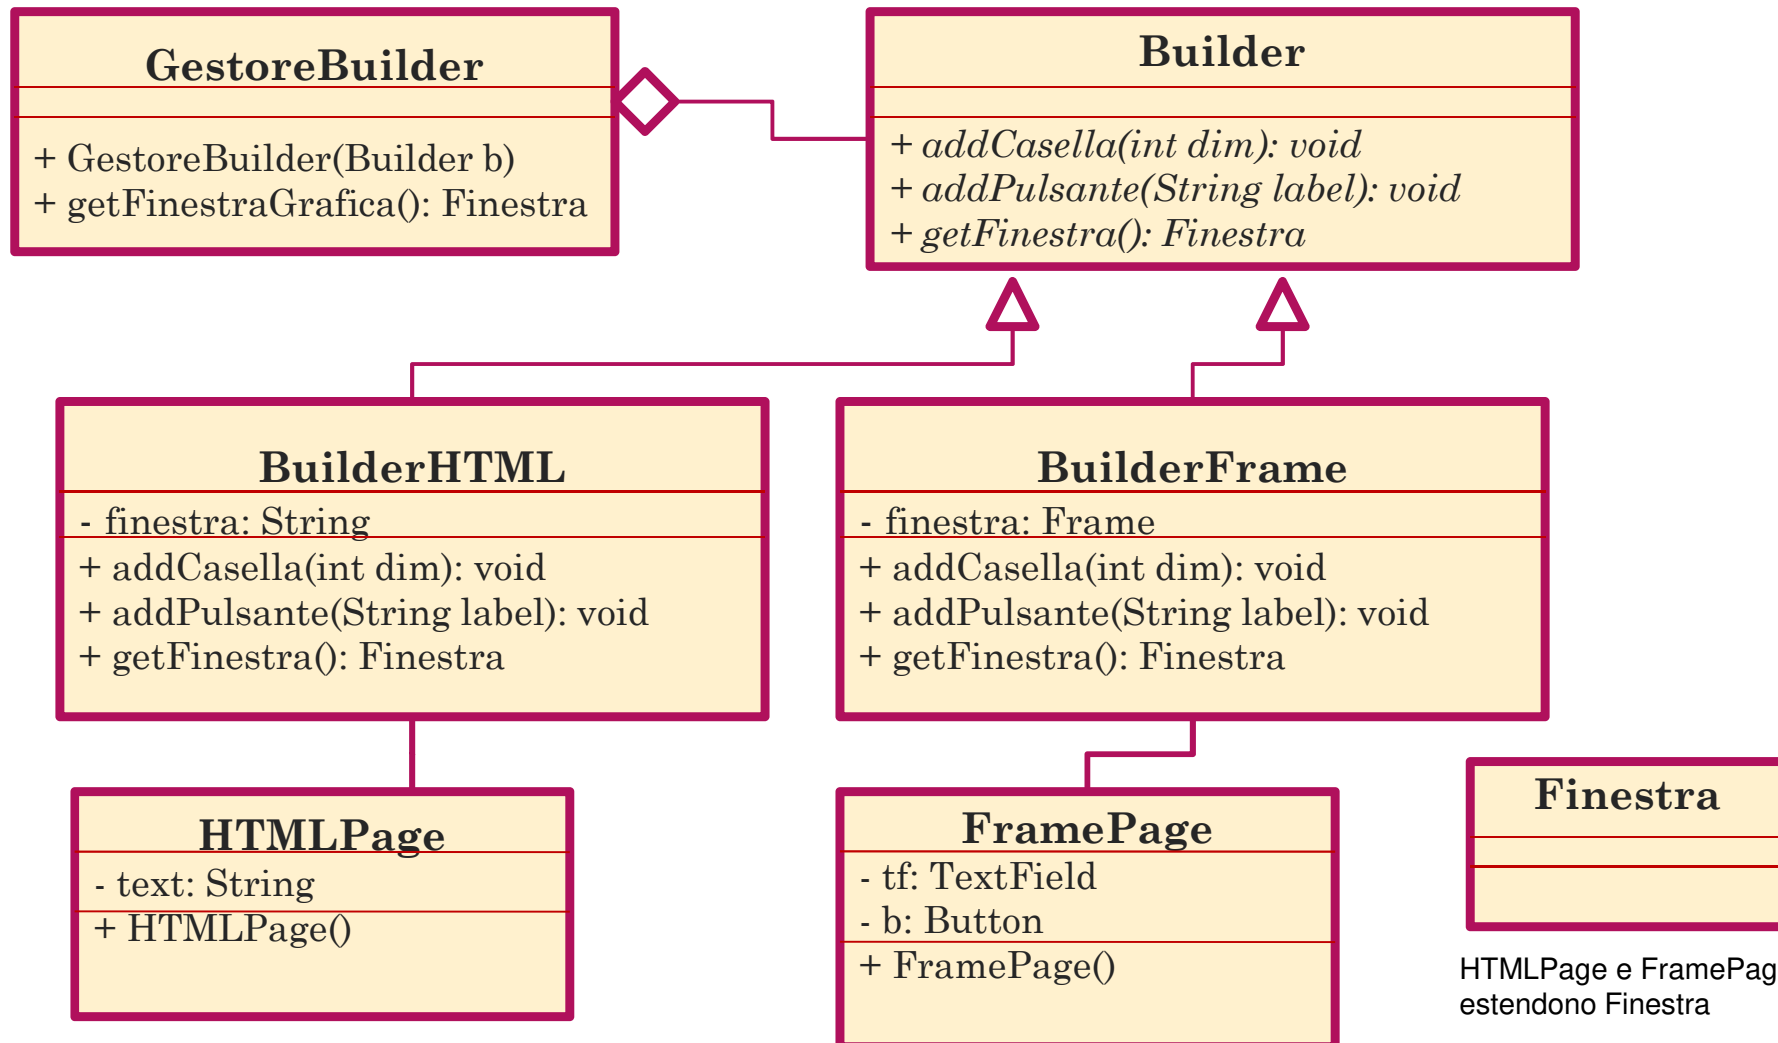 GestoreBuilder
+ GestoreBuilder(Builder b)
+ getFinestraGrafica(): Finestra
Builder
+ addCasella(int dim): void
+ addPulsante(String label): void
+ getFinestra(): Finestra
BuilderHTML
- finestra: String
+ addCasella(int dim): void
+ addPulsante(String label): void
+ getFinestra(): Finestra
BuilderFrame
- finestra: Frame
+ addCasella(int dim): void
+ addPulsante(String label): void
+ getFinestra(): Finestra
HTMLPage
- text: String
+ HTMLPage()
FramePage
- tf: TextField
- b: Button
+ FramePage()
Finestra
HTMLPage e FramePag
estendono Finestra